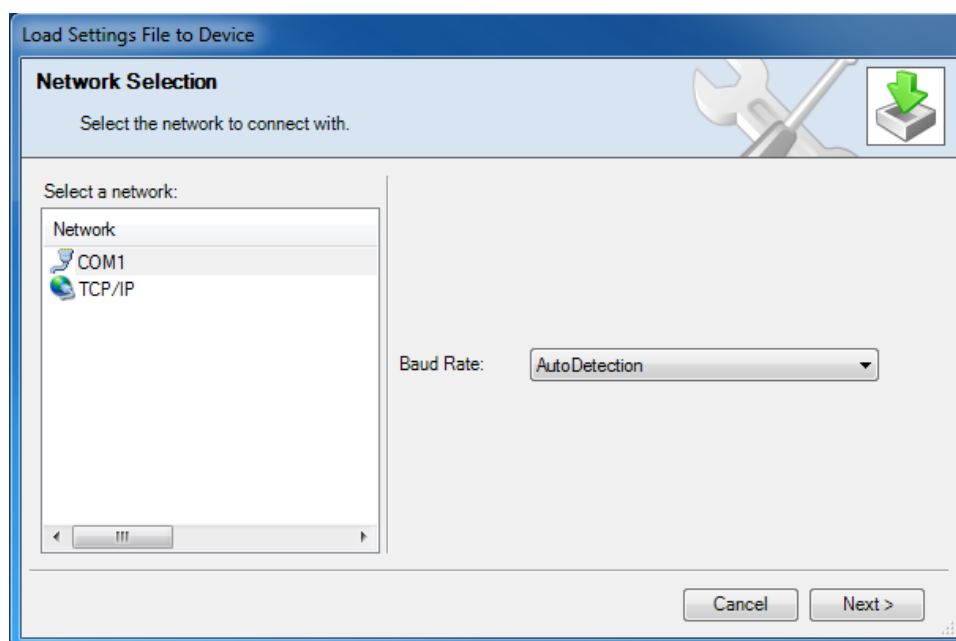 Load Settings File to Device
Network Selection
Select the network to connect with.
Select a network:
Network
COM1
TCP/IP
Baud Rate:
AutoDetection
Cancel
Next >